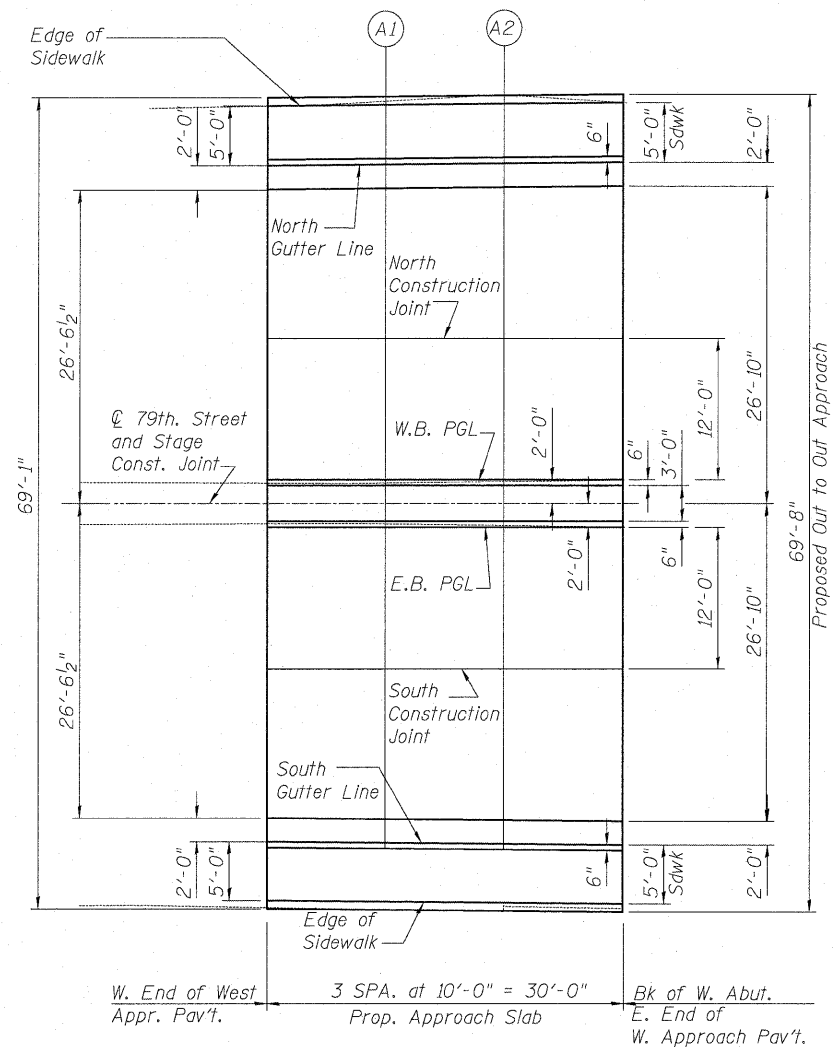 Edge of
Sidewalk
A1
A2
2'-0"
5'-0"
6"
5'-0"
Sdwk
2'-0"
North
Gutter Line
North
Construction
Joint
26'-6½"
69'-1"
℄ 79th. Street
and Stage
Const. Joint
W.B. PGL
2'-0"
6"
3'-0"
12'-0"
26'-10"
E.B. PGL
2'-0"
6"
12'-0"
26'-10"
69'-8"
Proposed Out to Out Approach
26'-6½"
South
Construction
Joint
South
Gutter Line
2'-0"
5'-0"
6"
5'-0"
Sdwk
2'-0"
Edge of
Sidewalk
W. End of West
Appr. Pav't.
3 SPA. at 10'-0" = 30'-0"
Prop. Approach Slab
Bk of W. Abut.
E. End of
W. Approach Pav't.